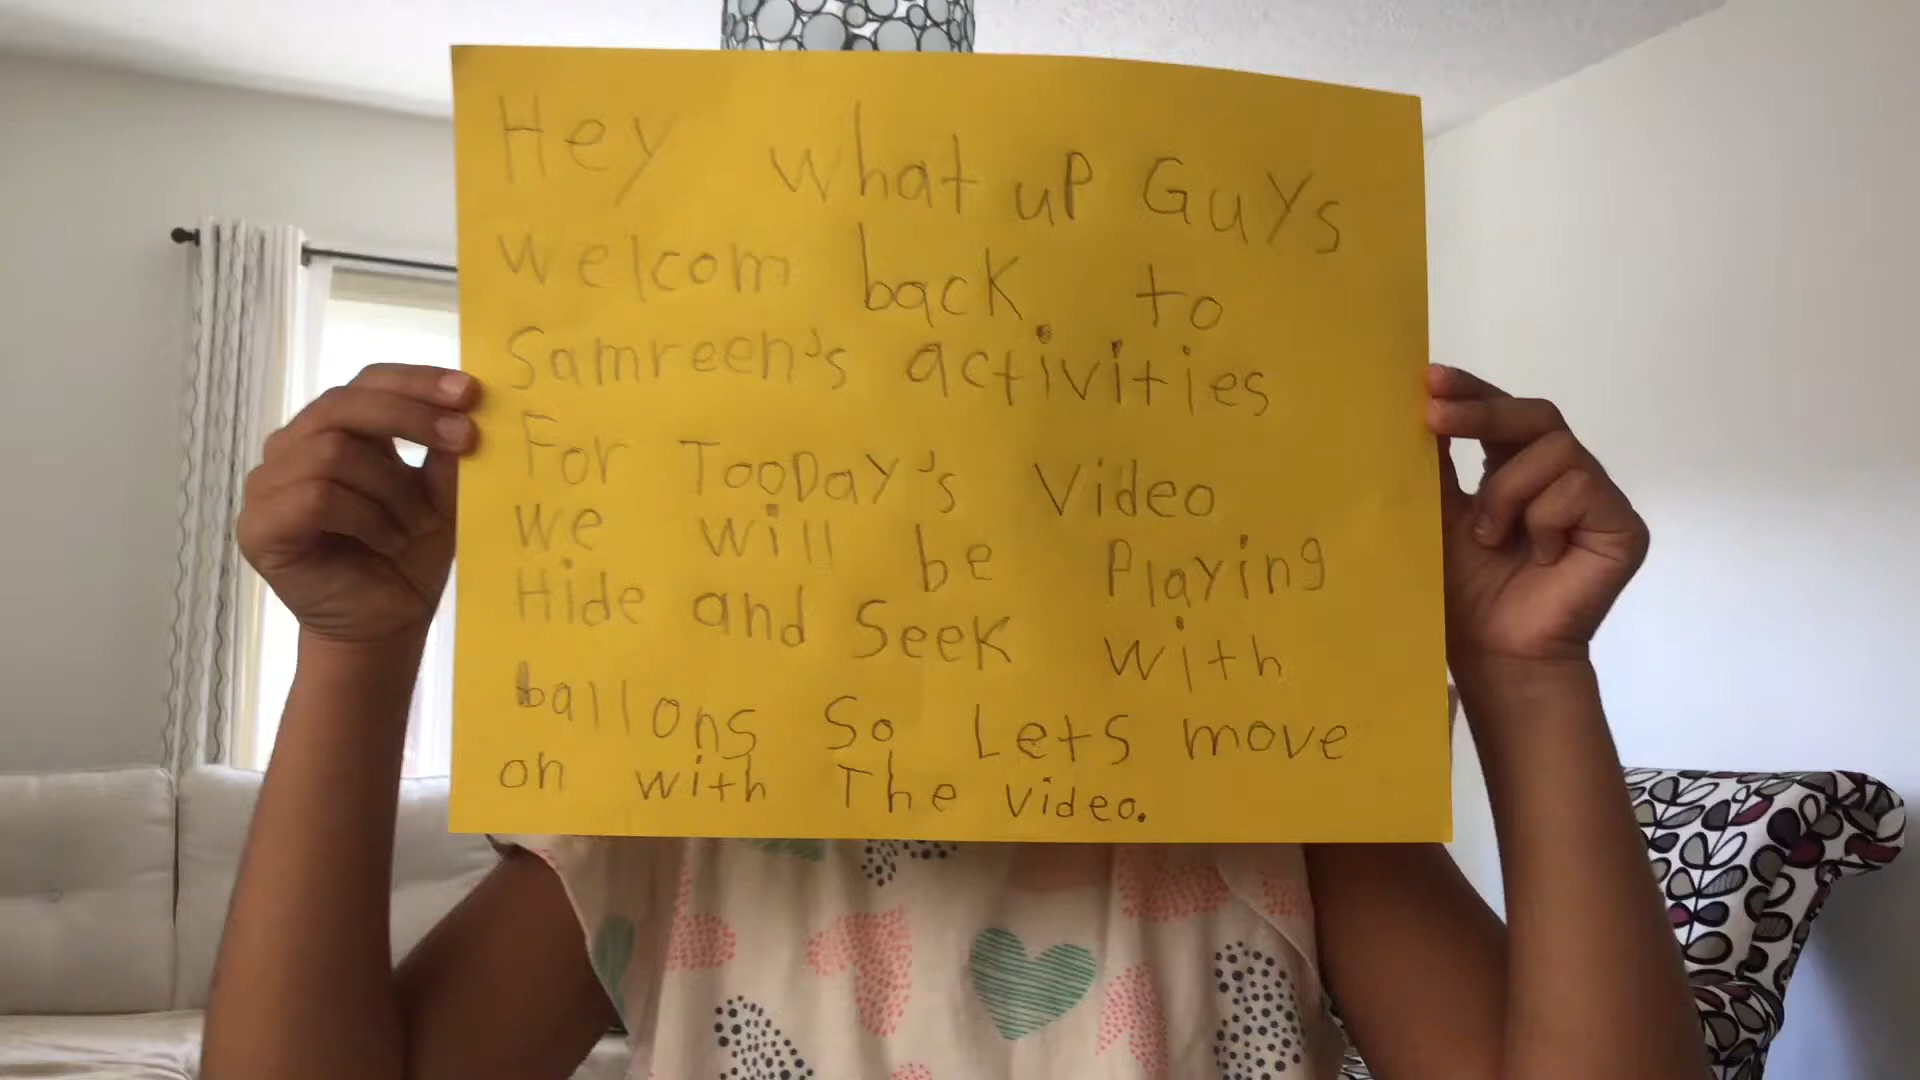 Hey what up Guys
welcom back to
Samreen's activities
For TooDay's Video
we will be Playing
Hide and Seek with
ballons So Lets move
on with The Video.